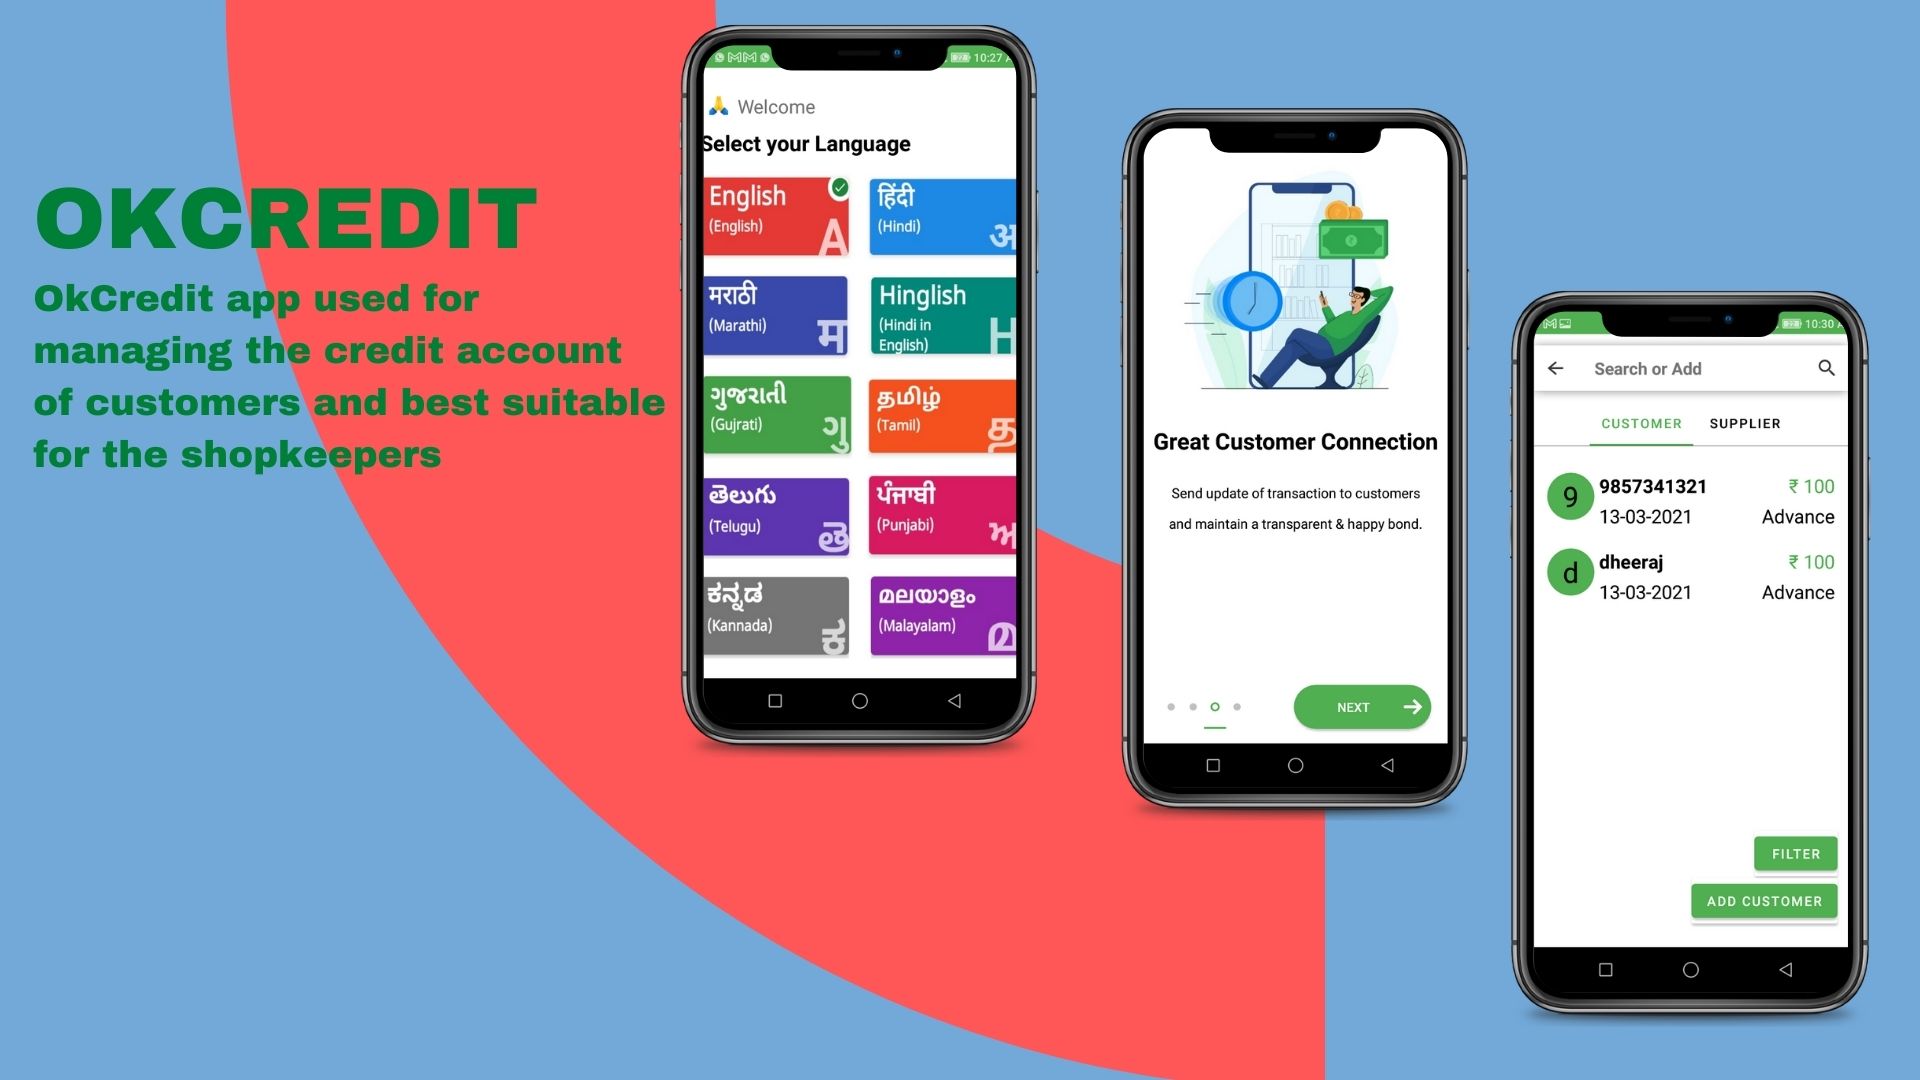 OKCREDIT
OkCredit app used for
managing the credit account
of customers and best suitable
for the shopkeepers
10:27
Welcome
Select your Language
English
(English)
A
हिंदी
(Hindi)
अ
मराठी
(Marathi)
म
Hinglish
(Hindi in
English)
H
ગુજરાતી
(Gujrati)
ગુ
தமிழ்
(Tamil)
த
తెలుగు
(Telugu)
తె
ਪੰਜਾਬੀ
(Punjabi)
ਅ
ಕನ್ನಡ
(Kannada)
ಕ
മലയാളം
(Malayalam)
മ
Great Customer Connection
Send update of transaction to customers
and maintain a transparent & happy bond.
NEXT
10:30
Search or Add
CUSTOMER SUPPLIER
9 9857341321 ₹ 100
13-03-2021 Advance
d dheeraj ₹ 100
13-03-2021 Advance
FILTER
ADD CUSTOMER